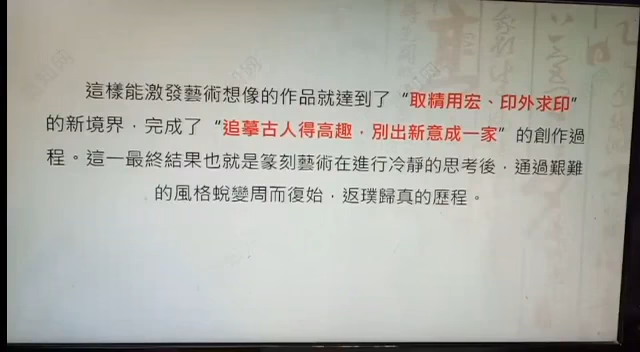 這樣能激發藝術想像的作品就達到了“取精用宏、印外求印”
的新境界，完成了“追摹古人得高趣，別出新意成一家”的創作過
程。這一最終結果也就是篆刻藝術在進行冷靜的思考後，通過艱難
的風格蛻變周而復始，返璞歸真的歷程。